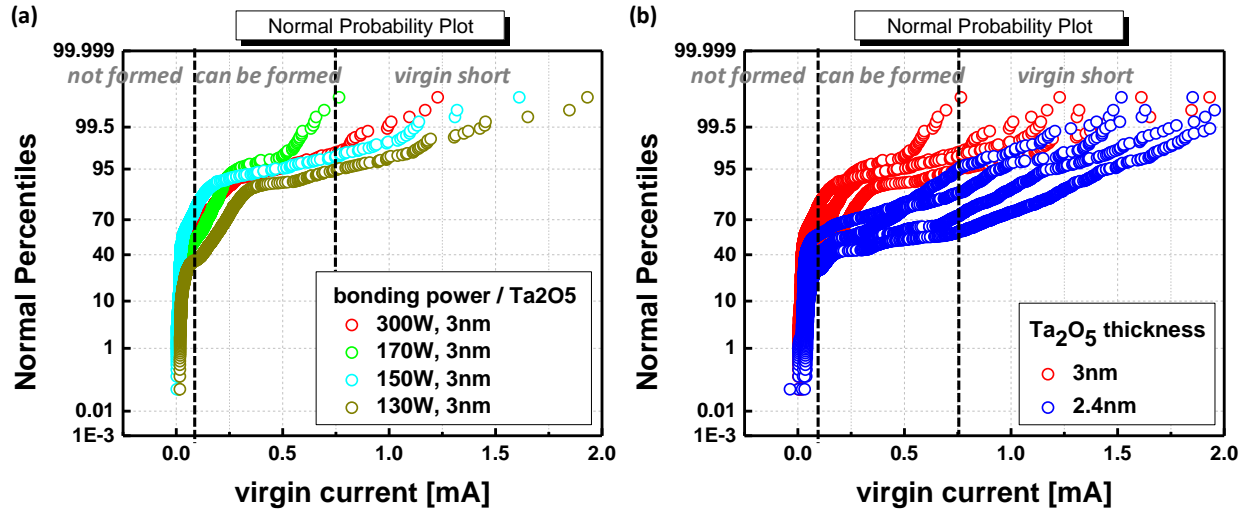 (a)
Normal Probability Plot
99.999
99.5
95
70
40
10
1
0.01
1E-3
Normal Percentiles
not formed
can be formed
virgin short
bonding power / Ta2O5
300W, 3nm
170W, 3nm
150W, 3nm
130W, 3nm
0.0 0.5 1.0 1.5 2.0
virgin current [mA]
(b)
Normal Probability Plot
99.999
99.5
95
70
40
10
1
0.01
1E-3
Normal Percentiles
not formed
can be formed
virgin short
Ta2O5 thickness
3nm
2.4nm
0.0 0.5 1.0 1.5 2.0
virgin current [mA]